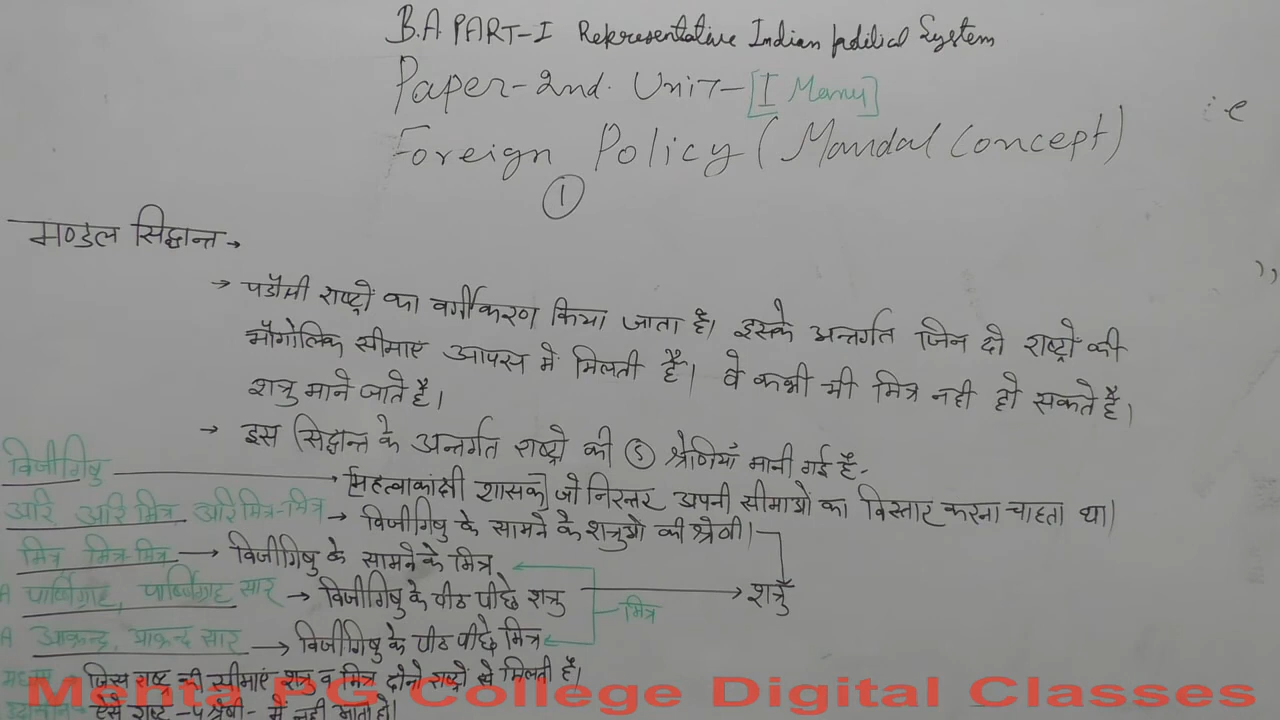 B.A PART-I Representative Indian political System
Paper-2nd. Unit-[I Manu]
Foreign Policy (Mandal Concept)
①
मण्डल सिद्धान्त →
→ पडौसी राष्ट्रों का वर्गीकरण किया जाता है। इसके अन्तर्गत जिन दो राष्ट्रों की
भौगोलिक सीमाएं आपस में मिलती हैं। वे कभी भी मित्र नही हो सकते है।
शत्रु माने जाते है।
→ इस सिद्धान्त के अन्तर्गत राष्ट्रो की ⑤ श्रेणियाँ मानी गई है-
विजीगिषु → [महत्वाकांक्षी शासक] जो निरन्तर अपनी सीमाओ का विस्तार करना चाहता था।
अरि अरि मित्र अरिमित्र-मित्र → विजीगिषु के सामने के शत्रुओ की श्रेणी।
मित्र, मित्र-मित्र → विजीगिषु के सामने के मित्र
A पार्ष्णिग्राह, पार्ष्णिग्राह सार → विजीगिषु के पीठ पीछे शत्रु → शत्रु
मित्र
A आक्रन्द, आक्रन्द सार → विजीगिषु के पीठ पीछे मित्र
मध्यम → जिस राष्ट्र की सीमाएं शत्रु व मित्र दोनो राष्ट्रो से मिलती है।
Mehta PG College Digital Classes
ऐसे राष्ट्र श्रेणी में नही आता हो।